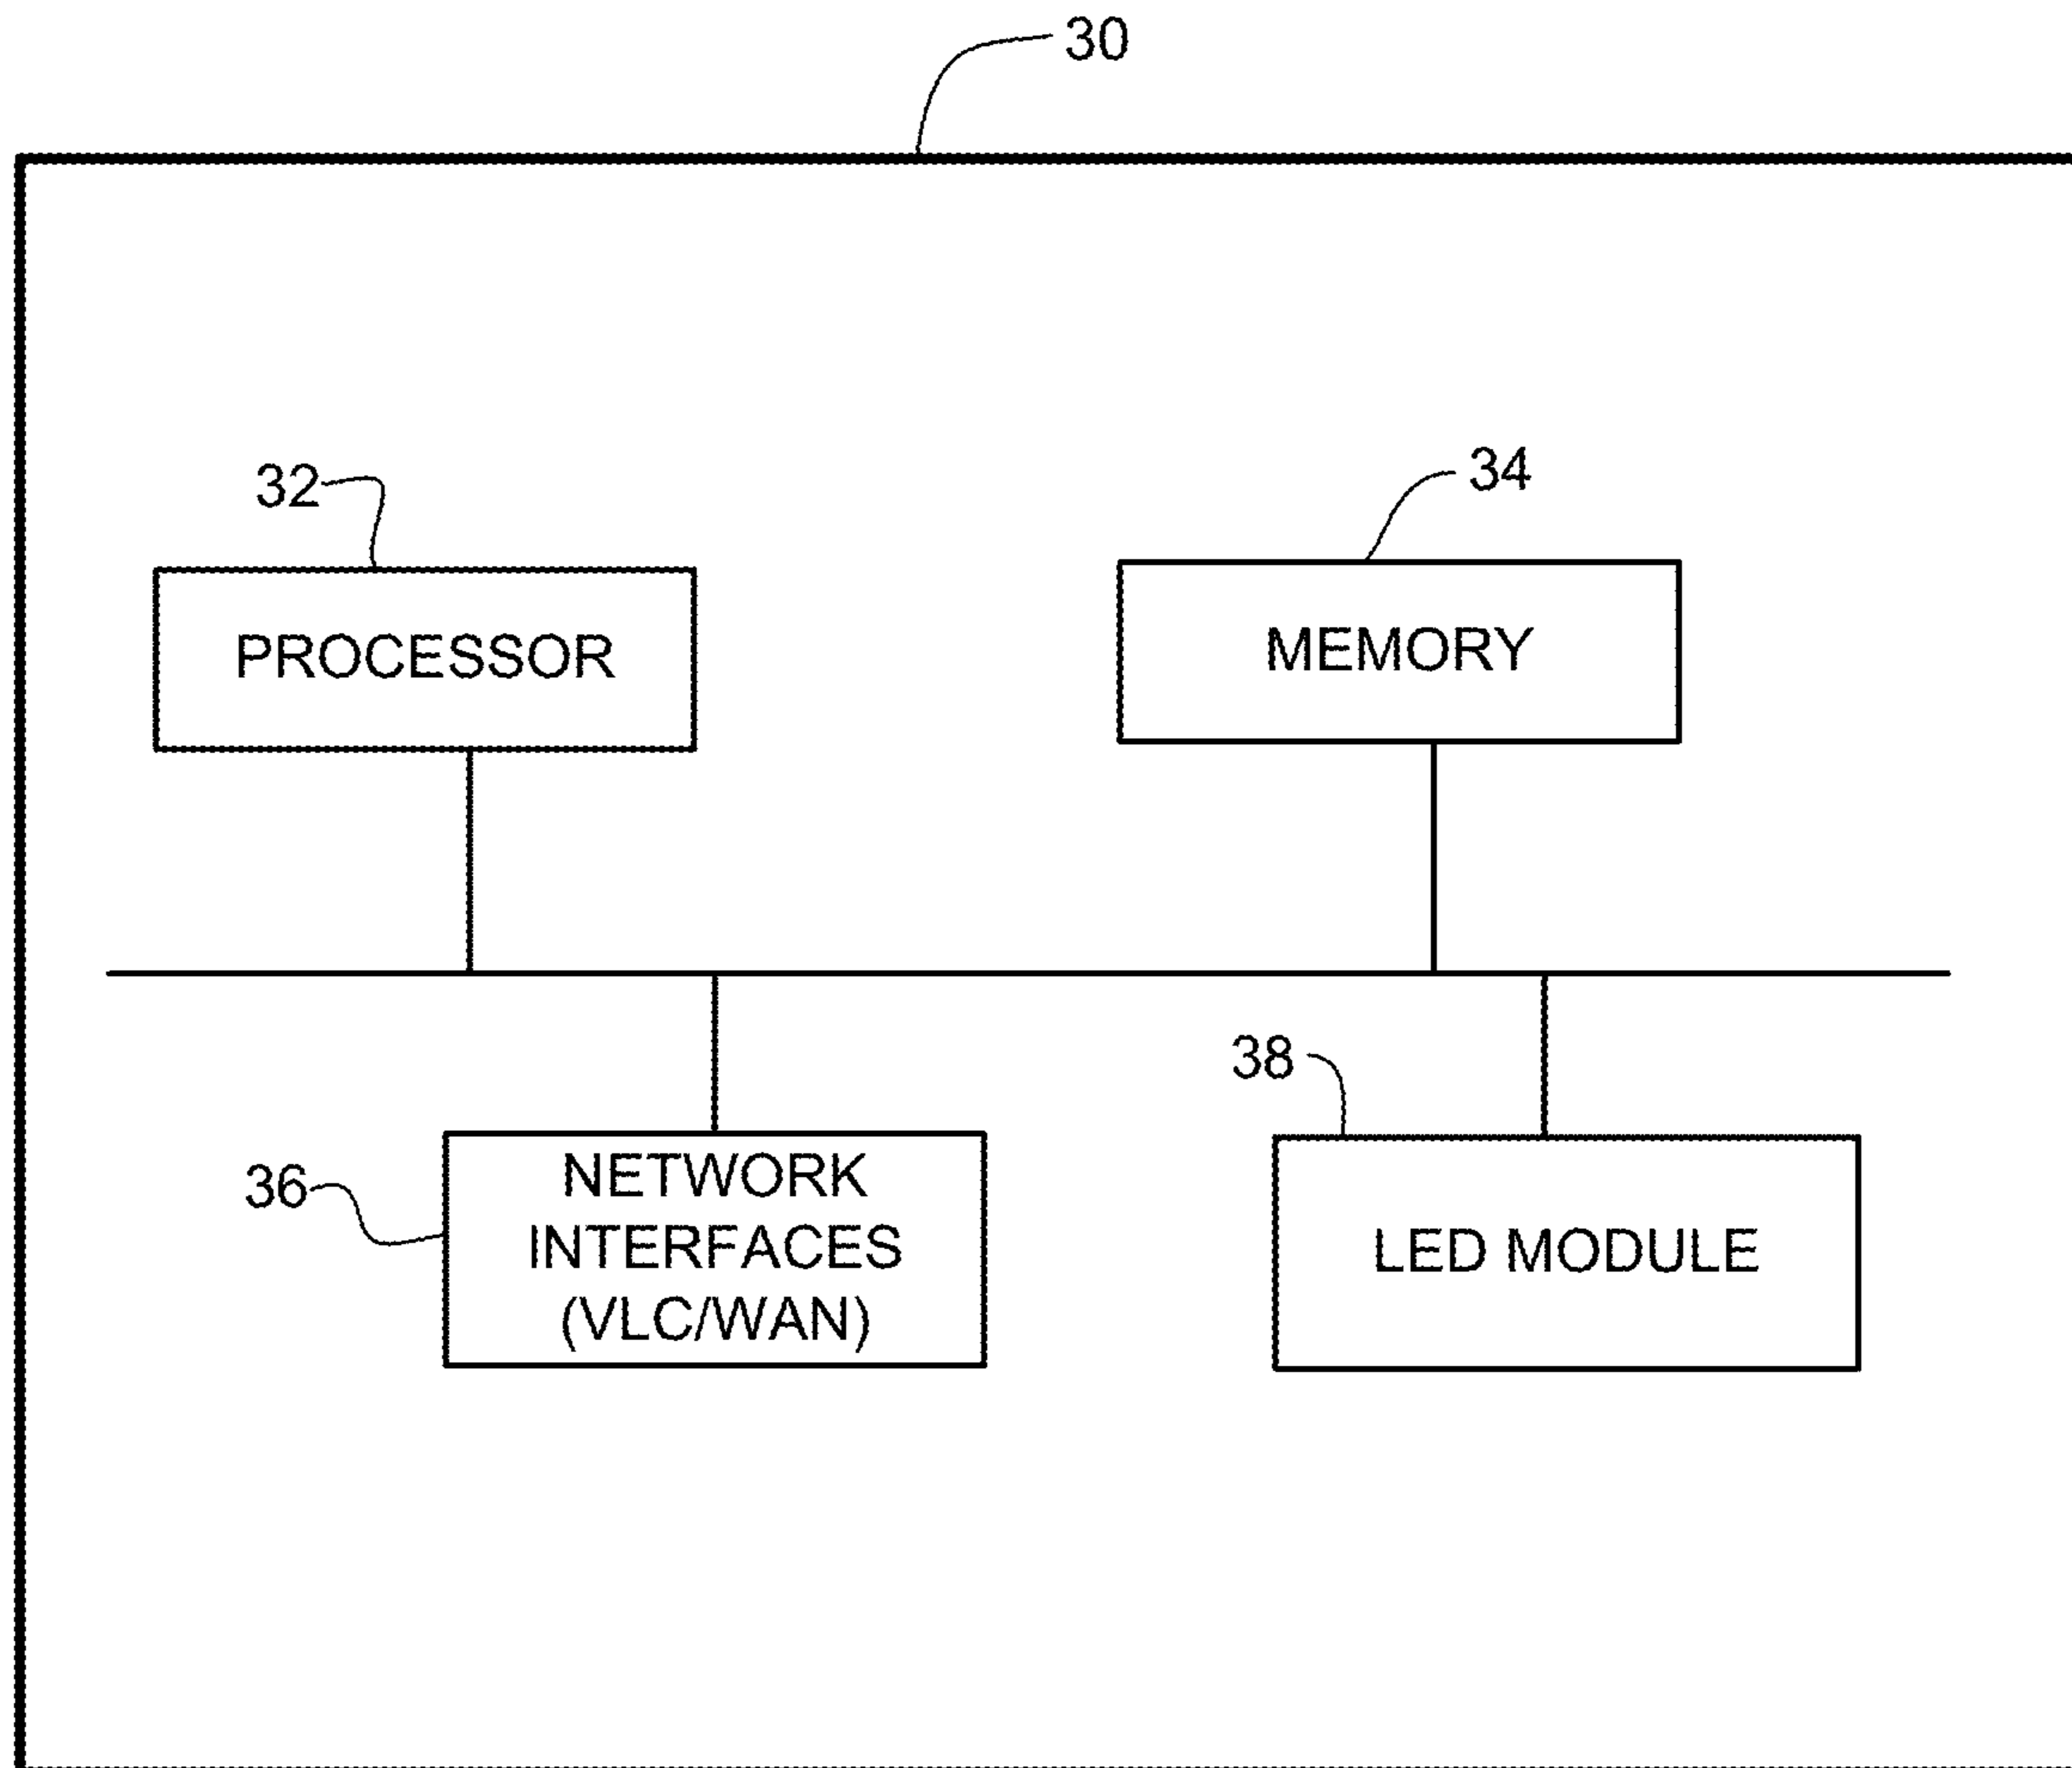 30
32
34
PROCESSOR
MEMORY
38
36
NETWORK
INTERFACES
(VLC/WAN)
LED MODULE